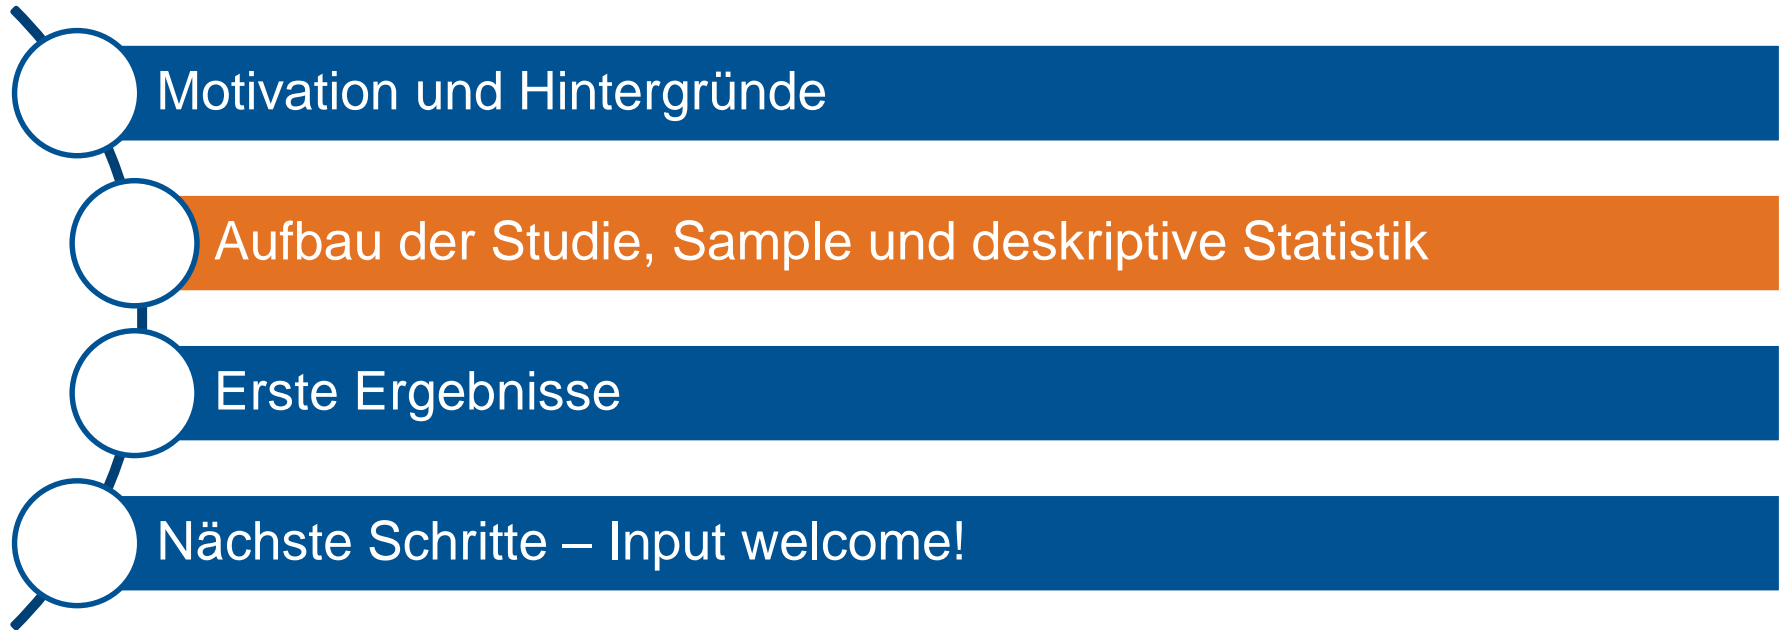 Motivation und Hintergründe
Aufbau der Studie, Sample und deskriptive Statistik
Erste Ergebnisse
Nächste Schritte – Input welcome!